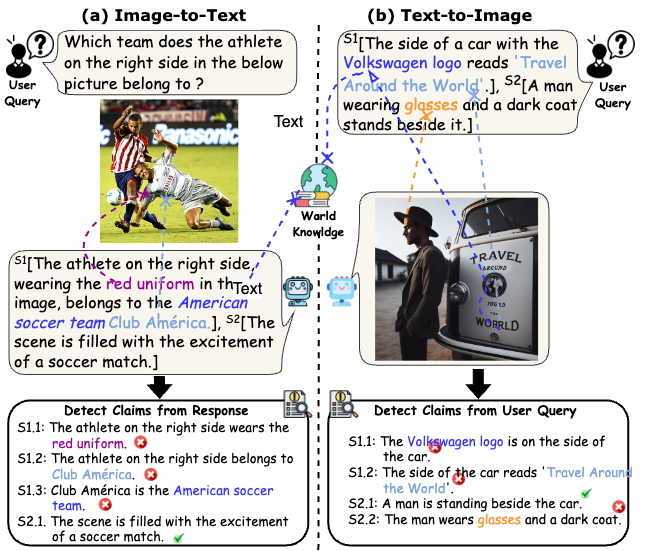 (a) Image-to-Text
Which team does the athlete
on the right side in the below
picture belong to ?
User
Query
Panasonic
S1[The athlete on the right side,
wearing the red uniform in the
image, belongs to the American
soccer team Club América.], S2[The
scene is filled with the excitement
of a soccer match.]
Text
Detect Claims from Response
S1.1: The athlete on the right side wears the
red uniform.
S1.2: The athlete on the right side belongs to
Club América.
S1.3: Club América is the American soccer
team.
S2.1. The scene is filled with the excitement
of a soccer match.
Text
World
Knowldge
(b) Text-to-Image
S1[The side of a car with the
Volkswagen logo reads 'Travel
Around the World'.], S2[A man
wearing glasses and a dark coat
stands beside it.]
User
Query
TRAVEL
AROUND
WORRLD
Detect Claims from User Query
S1.1: The Volkswagen logo is on the side of
the car.
S1.2: The side of the car reads 'Travel Around
the World'.
S2.1: A man is standing beside the car.
S2.2: The man wears glasses and a dark coat.